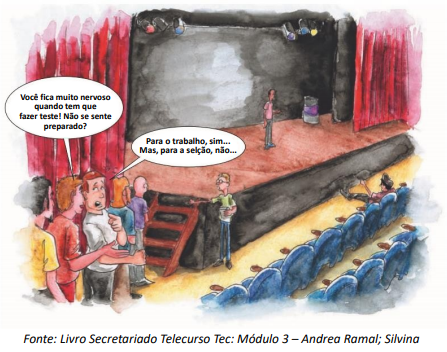 Você fica muito nervoso
quando tem que
fazer teste! Não se sente
preparado?
Para o trabalho, sim...
Mas, para a selção, não...
Fonte: Livro Secretariado Telecurso Tec: Módulo 3 – Andrea Ramal; Silvina